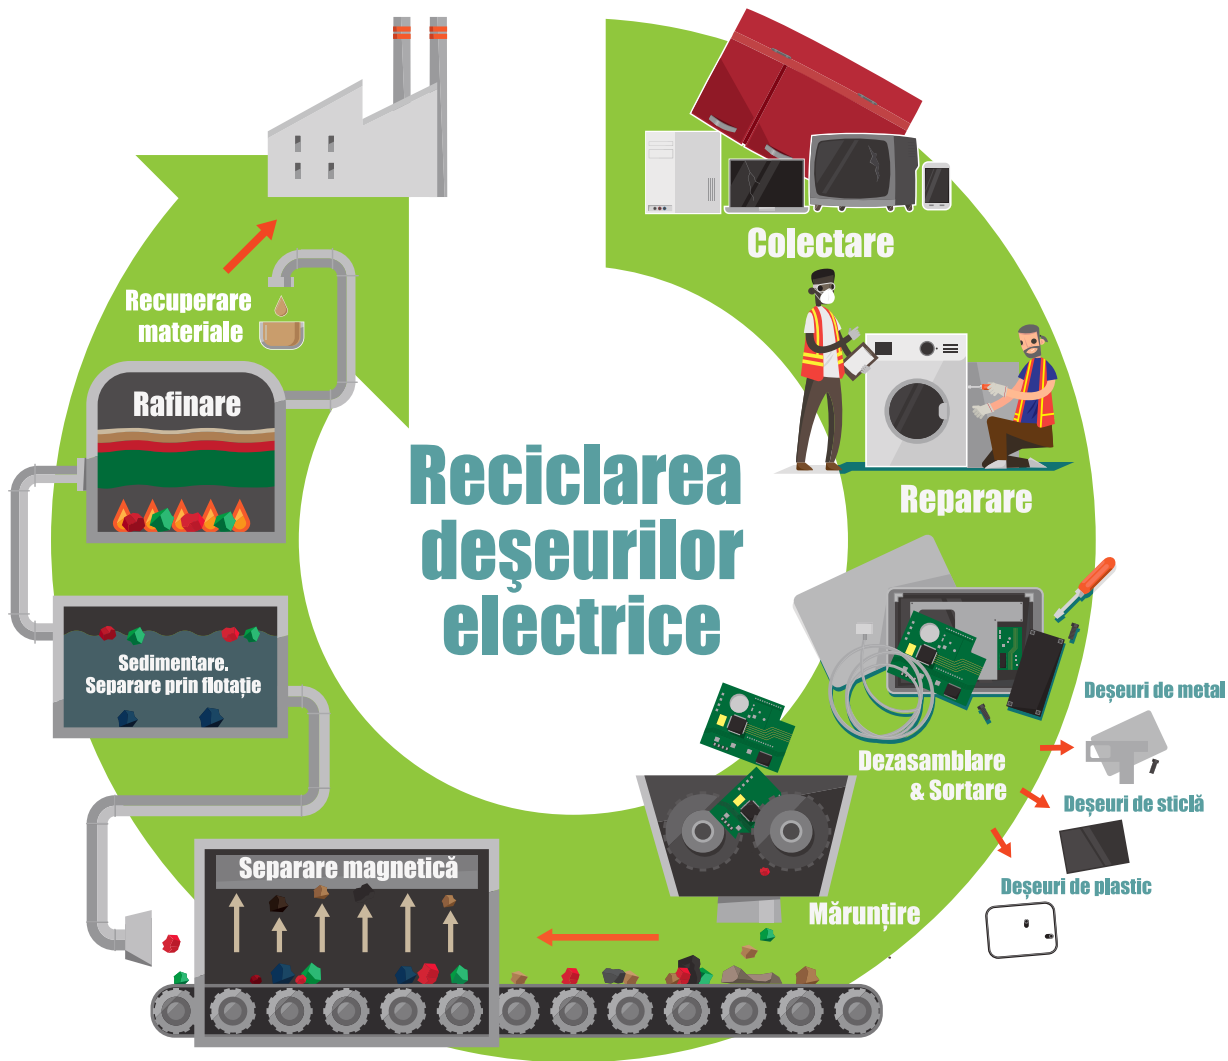 Reciclarea
deşeurilor
electrice
Colectare
Reparare
Dezasamblare
& Sortare
Deșeuri de metal
Deșeuri de sticlă
Deșeuri de plastic
Mărunțire
Separare magnetică
Sedimentare.
Separare prin flotație
Rafinare
Recuperare
materiale